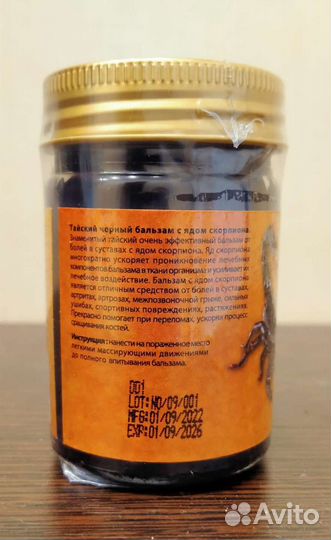 Тайский черный бальзам с ядом скорпиона.
Знаменитый тайский очень эффективный бальзам от
болей в суставах с ядом скорпиона. Яд скорпиона
многократно ускоряет проникновение лечебных
компонентов бальзама в ткани организма и усиливает их
лечебное воздействие. Бальзам с ядом скорпиона
является отличным средством от болей в суставах,
артритах, артрозах, межпозвоночной грыже, сильных
ушибах, спортивных повреждениях, растяжениях.
Прекрасно помогает при переломах, ускоряя процесс
сращивания костей.
Инструкция: нанести на пораженное место
легкими массирующими движениями
до полного впитывания бальзама.
001
LOT: NO/09/001
MFG:01/09/2022
EXP:01/09/2026
Avito